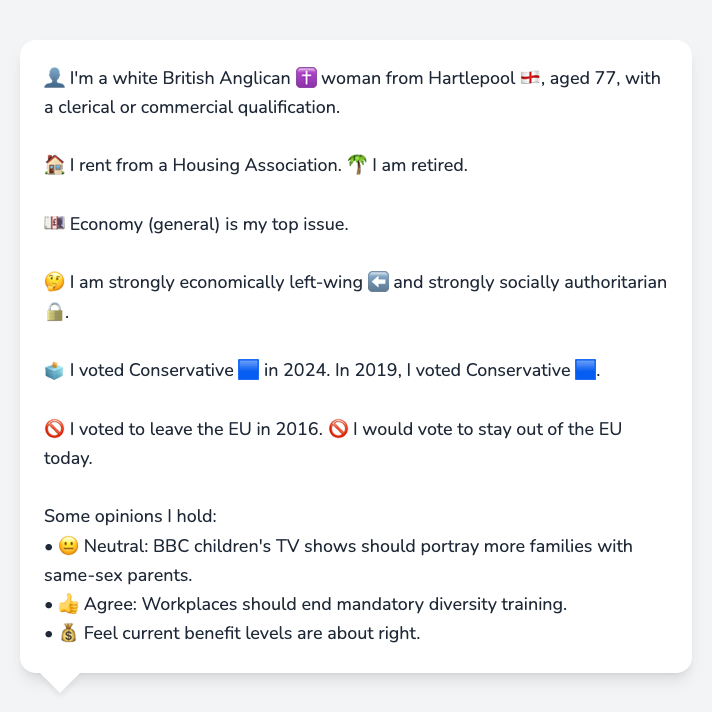 👤 I'm a white British Anglican ✝️ woman from Hartlepool 🏴󠁧󠁢󠁥󠁮󠁧󠁿, aged 77, with
a clerical or commercial qualification.
🏠 I rent from a Housing Association. 🌴 I am retired.
💷 Economy (general) is my top issue.
🤔 I am strongly economically left-wing ⬅️ and strongly socially authoritarian
🔒.
🗳️ I voted Conservative 🟦 in 2024. In 2019, I voted Conservative 🟦.
🚫 I voted to leave the EU in 2016. 🚫 I would vote to stay out of the EU
today.
Some opinions I hold:
• 😐 Neutral: BBC children's TV shows should portray more families with
same-sex parents.
• 👍 Agree: Workplaces should end mandatory diversity training.
• 💰 Feel current benefit levels are about right.